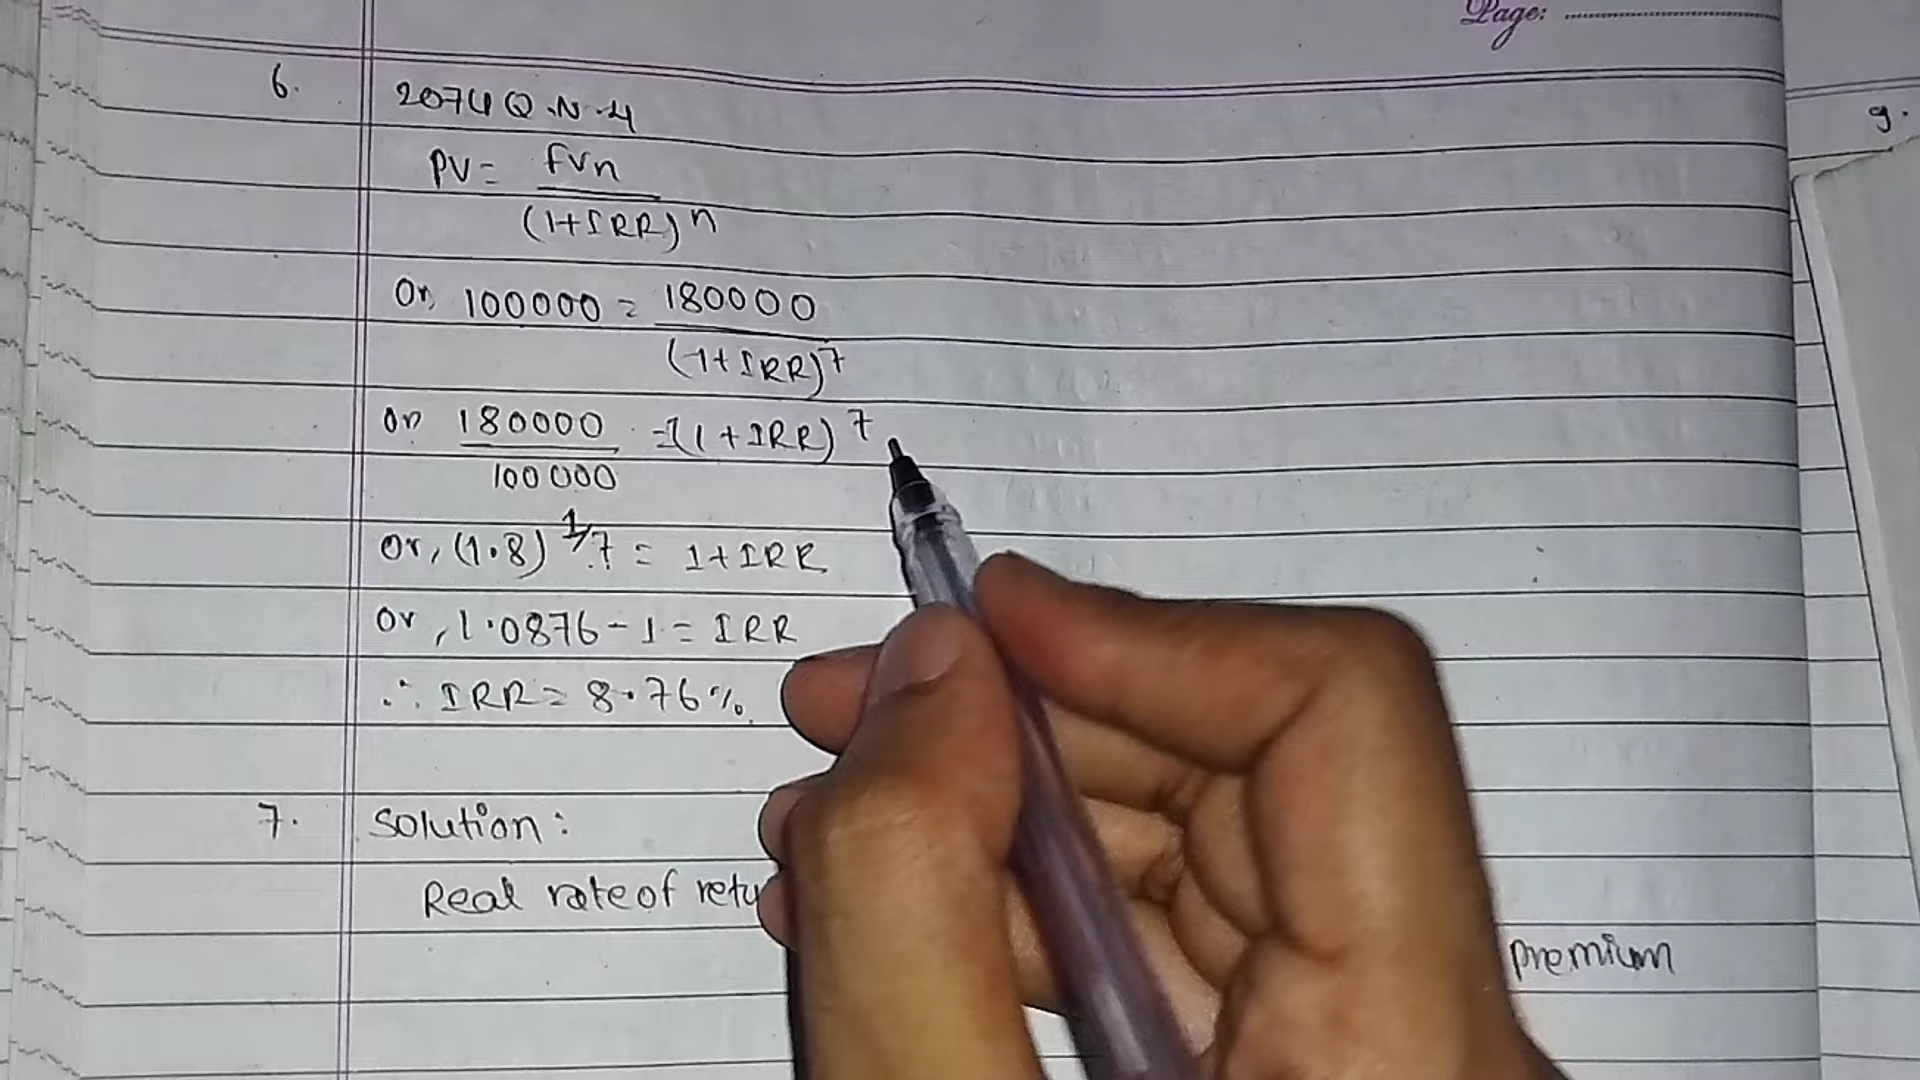 Page:
6. 2074 Q.N.4
PV = FVn
(1+IRR)^n
Or, 100000 = 180000
(1+IRR)^7
or 180000 = 1(1+IRR)^7
100000
or, (1.8)^1/7 = 1+IRR
or, 1.0876-1 = IRR
∴ IRR = 8.76%
7. Solution:
Real rate of retu
premium
9.